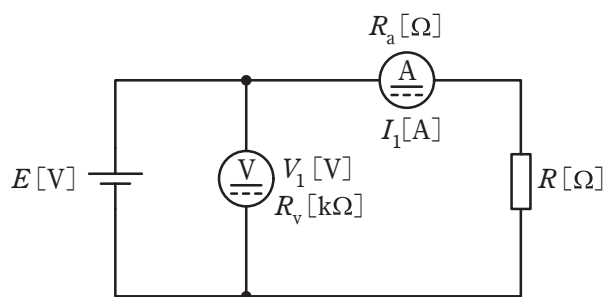 R_a [Ω]
A
I_1 [A]
E [V]
V
V_1 [V]
R_v [kΩ]
R [Ω]